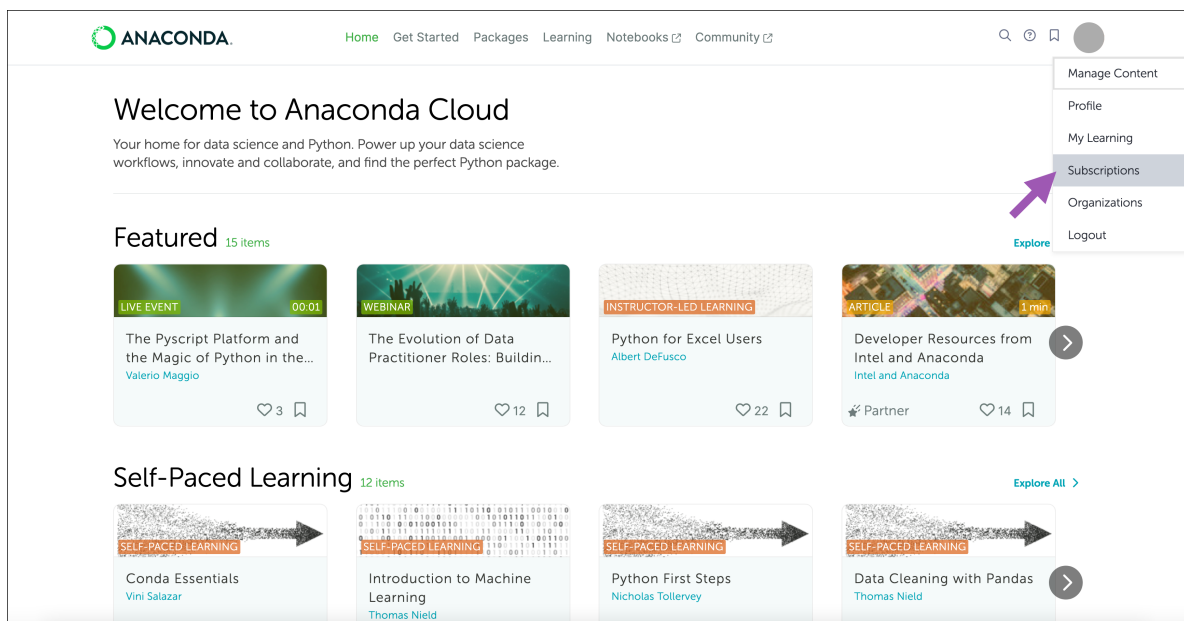 ANACONDA.
Home Get Started Packages Learning Notebooks Community
Manage Content
Profile
My Learning
Subscriptions
Organizations
Logout
Welcome to Anaconda Cloud
Your home for data science and Python. Power up your data science
workflows, innovate and collaborate, and find the perfect Python package.
Featured 15 items
Explore
LIVE EVENT 00:01
The Pyscript Platform and
the Magic of Python in the...
Valerio Maggio
3
WEBINAR
The Evolution of Data
Practitioner Roles: Buildin...
12
INSTRUCTOR-LED LEARNING
Python for Excel Users
Albert DeFusco
22
ARTICLE 1 min
Developer Resources from
Intel and Anaconda
Intel and Anaconda
Partner 14
Self-Paced Learning 12 items
Explore All
SELF-PACED LEARNING
Conda Essentials
Vini Salazar
SELF-PACED LEARNING
Introduction to Machine
Learning
Thomas Nield
SELF-PACED LEARNING
Python First Steps
Nicholas Tollervey
SELF-PACED LEARNING
Data Cleaning with Pandas
Thomas Nield